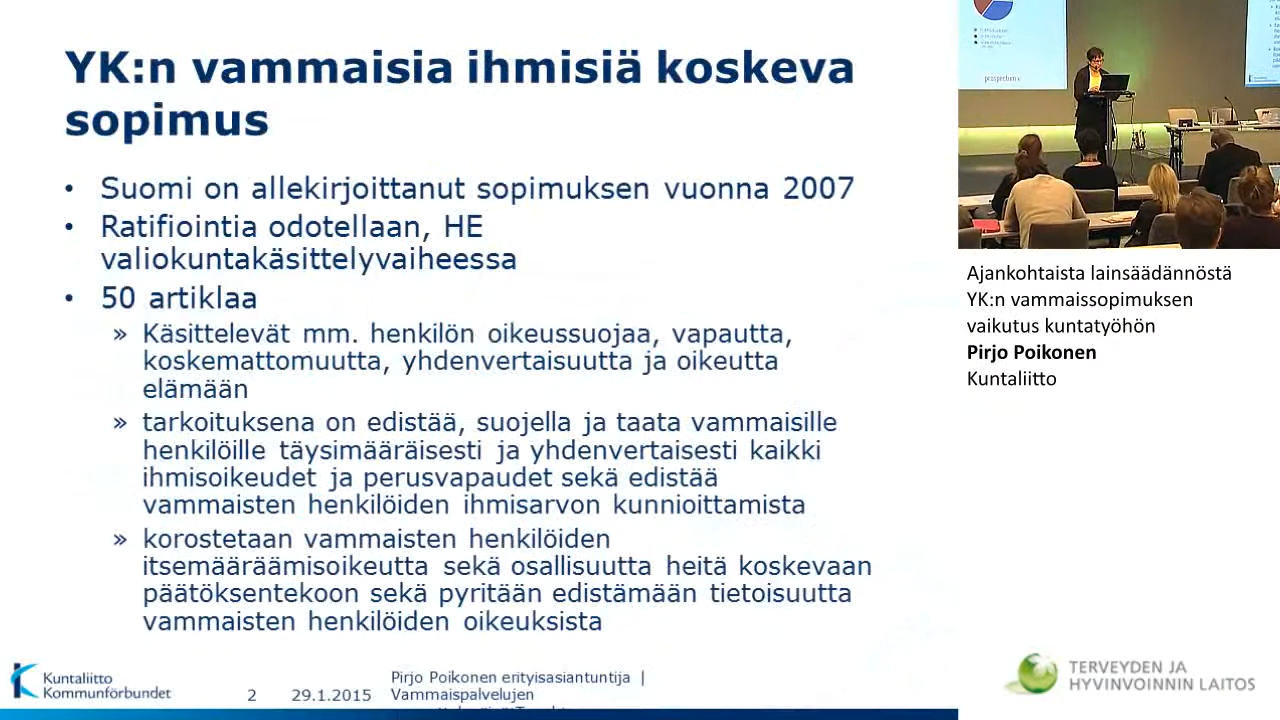 YK:n vammaisia ihmisiä koskeva
sopimus
• Suomi on allekirjoittanut sopimuksen vuonna 2007
• Ratifiointia odotellaan, HE
valiokuntakäsittelyvaiheessa
• 50 artiklaa
» Käsittelevät mm. henkilön oikeussuojaa, vapautta,
koskemattomuutta, yhdenvertaisuutta ja oikeutta
elämään
» tarkoituksena on edistää, suojella ja taata vammaisille
henkilöille täysimääräisesti ja yhdenvertaisesti kaikki
ihmisoikeudet ja perusvapaudet sekä edistää
vammaisten henkilöiden ihmisarvon kunnioittamista
» korostetaan vammaisten henkilöiden
itsemääräämisoikeutta sekä osallisuutta heitä koskevaan
päätöksentekoon sekä pyritään edistämään tietoisuutta
vammaisten henkilöiden oikeuksista
Kuntaliitto
Kommunförbundet
2 29.1.2015
Pirjo Poikonen erityisasiantuntija |
Vammaispalvelujen
Ajankohtaista lainsäädännöstä
YK:n vammaissopimuksen
vaikutus kuntatyöhön
Pirjo Poikonen
Kuntaliitto
TERVEYDEN JA
HYVINVOINNIN LAITOS